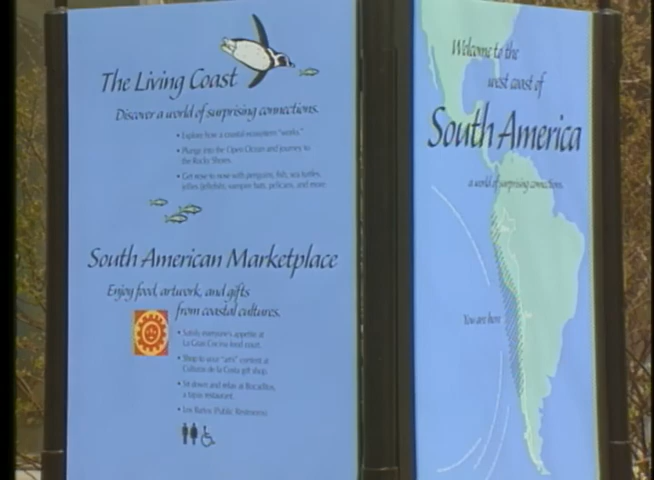 The Living Coast
Discover a world of surprising connections.
• Explore how a coastal ecosystem "works."
• Plunge into the Open Ocean and journey to
the Rocky Shores.
• Get nose to nose with penguins, fish, sea turtles,
jellies (jellyfish), vampire bats, pelicans, and more.
South American Marketplace
Enjoy food, artwork, and gifts
from coastal cultures.
• Satisfy everyone's appetite at
La Gran Cocina food court.
• Shop to your "arts" content at
Culturas de la Costa gift shop.
• Sit down and relax at Bocadillos,
a tapas restaurant.
• Los Baños (Public Restrooms)
Welcome to the
west coast of
South America
a world of surprising connections.
You are here